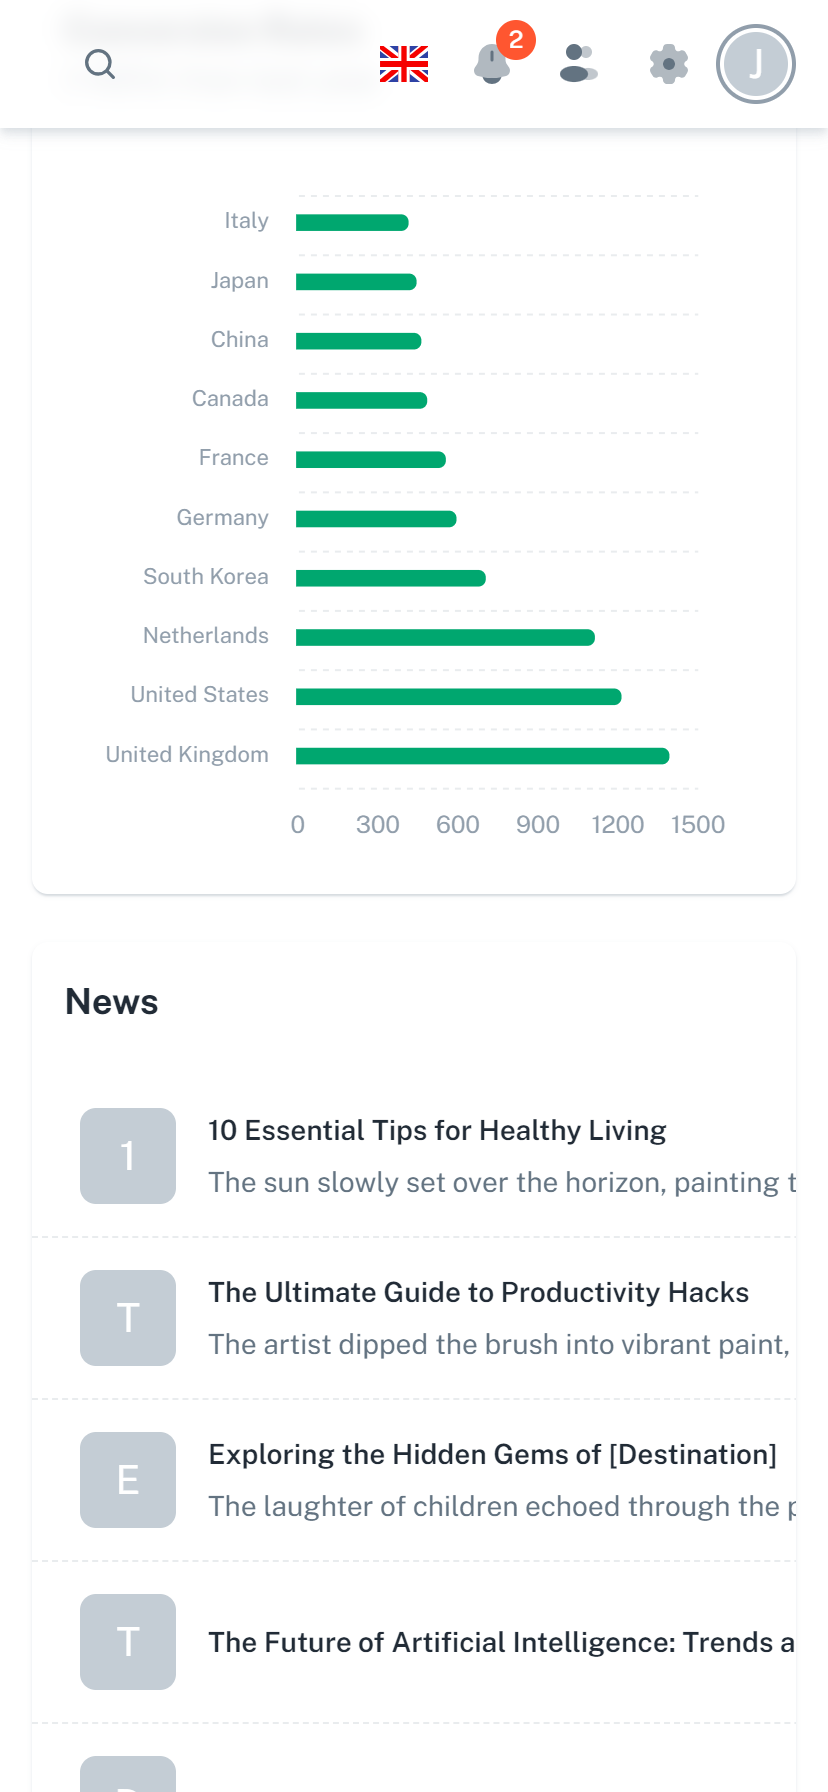 2
J
Italy
Japan
China
Canada
France
Germany
South Korea
Netherlands
United States
United Kingdom
0 300 600 900 1200 1500
News
1
10 Essential Tips for Healthy Living
The sun slowly set over the horizon, painting t
T
The Ultimate Guide to Productivity Hacks
The artist dipped the brush into vibrant paint,
E
Exploring the Hidden Gems of [Destination]
The laughter of children echoed through the p
T
The Future of Artificial Intelligence: Trends a